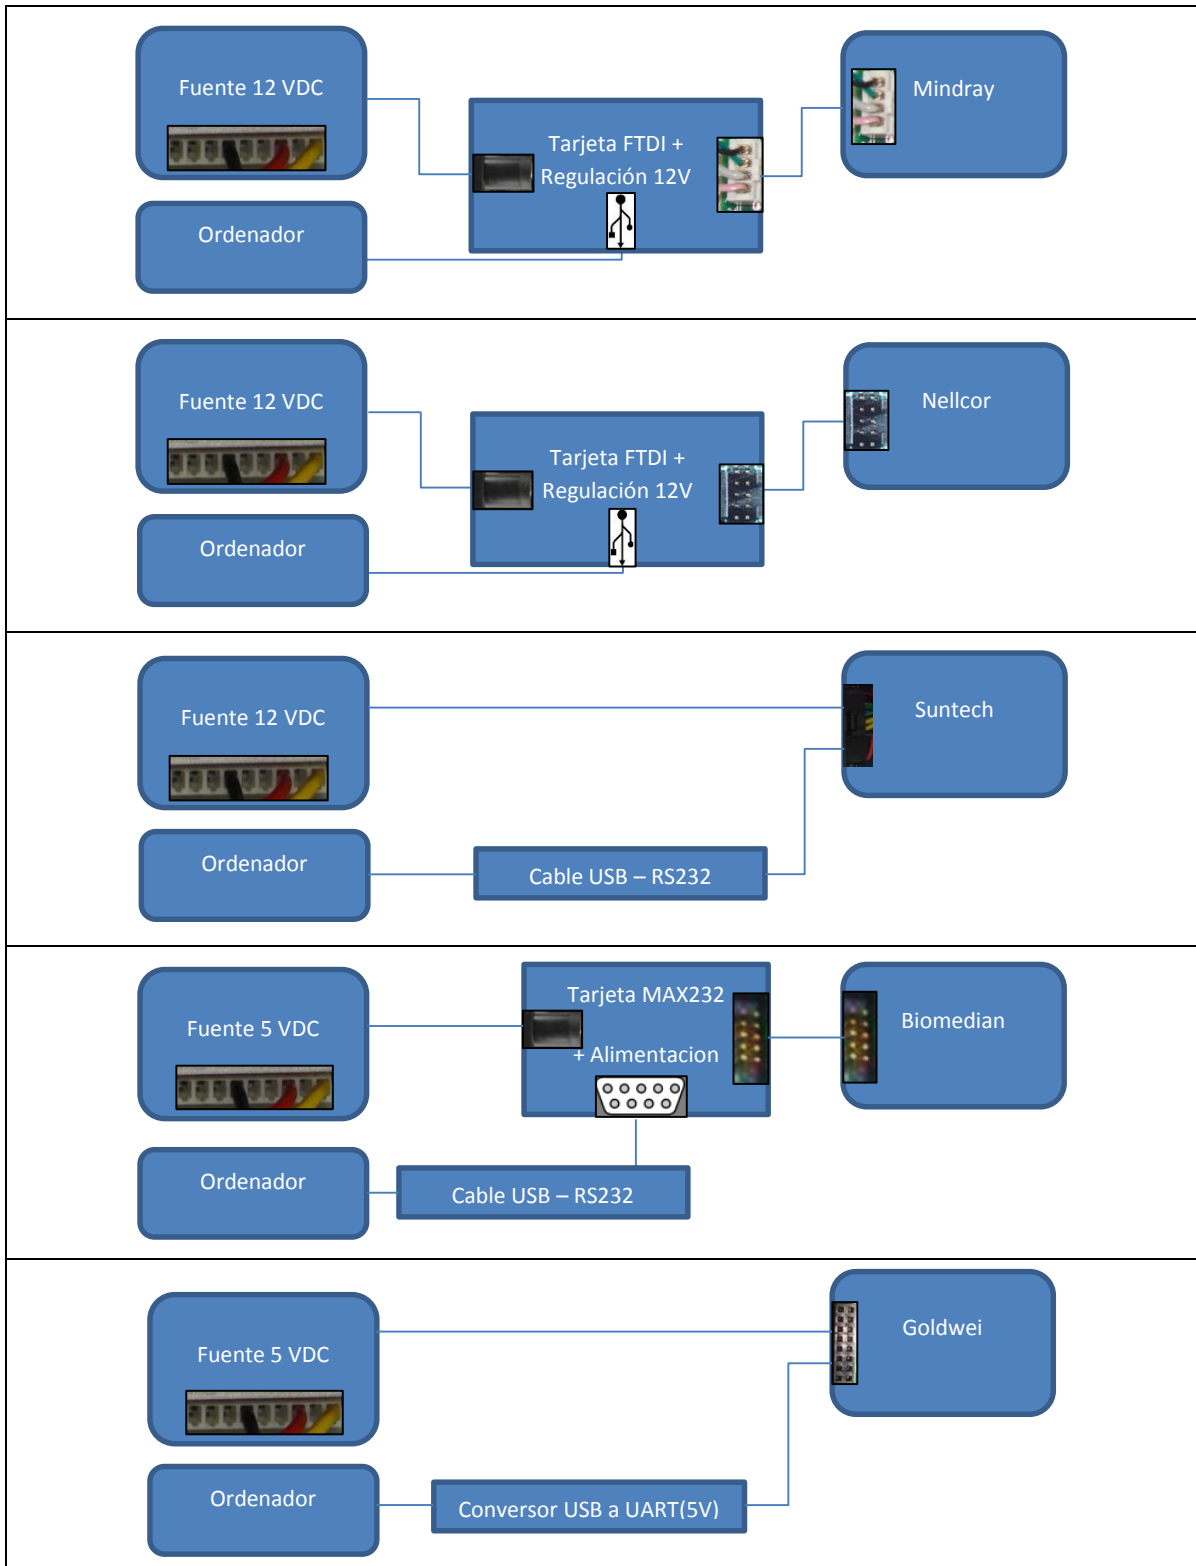 Fuente 12 VDC
Mindray
Tarjeta FTDI +
Regulación 12V
Ordenador
Fuente 12 VDC
Nellcor
Tarjeta FTDI +
Regulación 12V
Ordenador
Fuente 12 VDC
Suntech
Ordenador
Cable USB – RS232
Fuente 5 VDC
Tarjeta MAX232
+ Alimentacion
Biomedian
Ordenador
Cable USB – RS232
Fuente 5 VDC
Goldwei
Ordenador
Conversor USB a UART(5V)